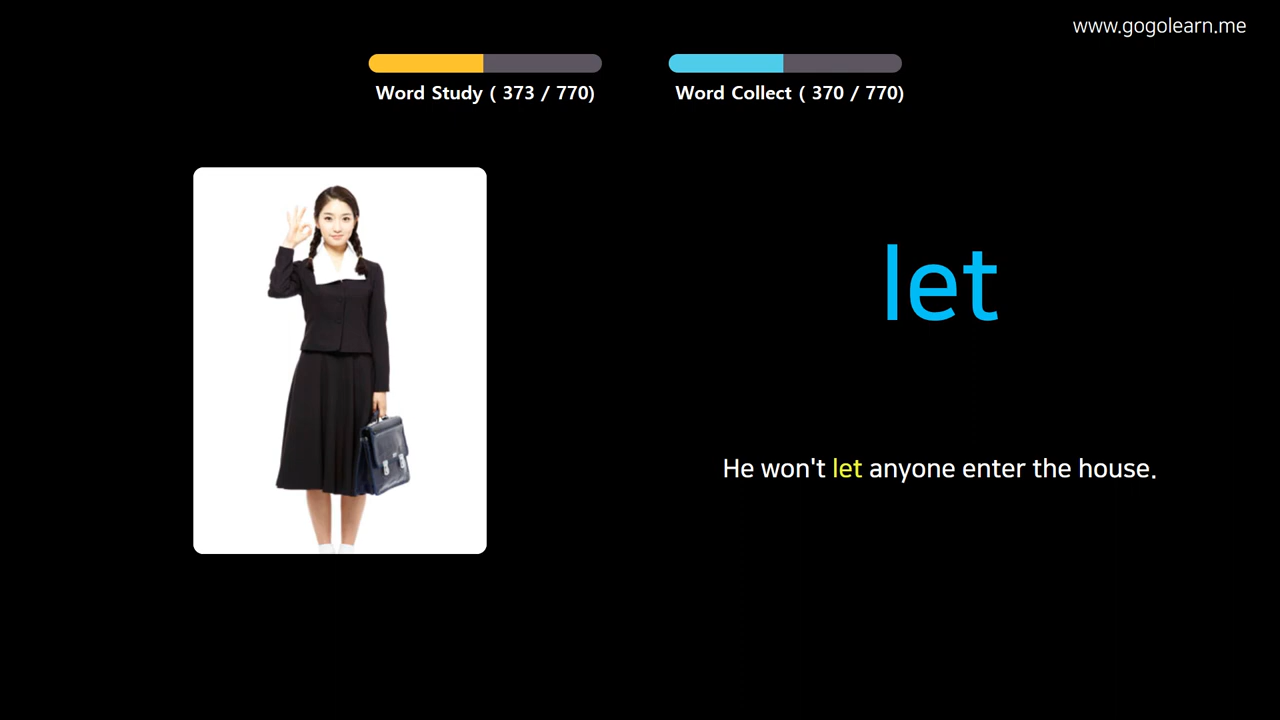 www.gogolearn.me
Word Study ( 373 / 770)
Word Collect ( 370 / 770)
let
He won't let anyone enter the house.